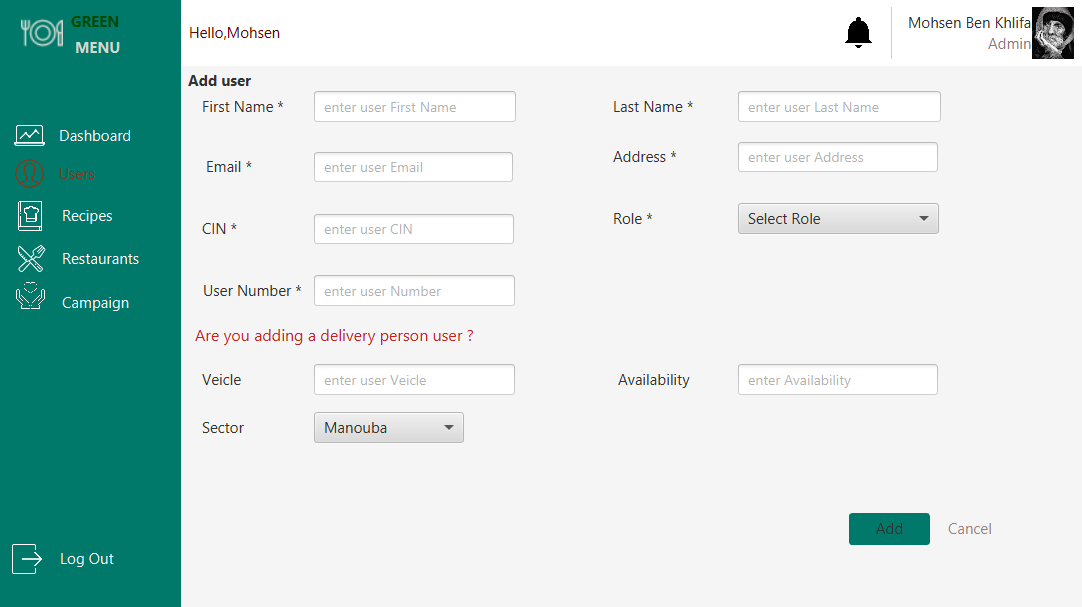 GREEN
MENU
Hello,Mohsen
Mohsen Ben Khlifa
Admin
Dashboard
Users
Recipes
Restaurants
Campaign
Log Out
Add user
First Name * enter user First Name Last Name * enter user Last Name
Email * enter user Email Address * enter user Address
CIN * enter user CIN Role * Select Role
User Number * enter user Number
Are you adding a delivery person user ?
Veicle enter user Veicle Availability enter Availability
Sector Manouba
Add Cancel